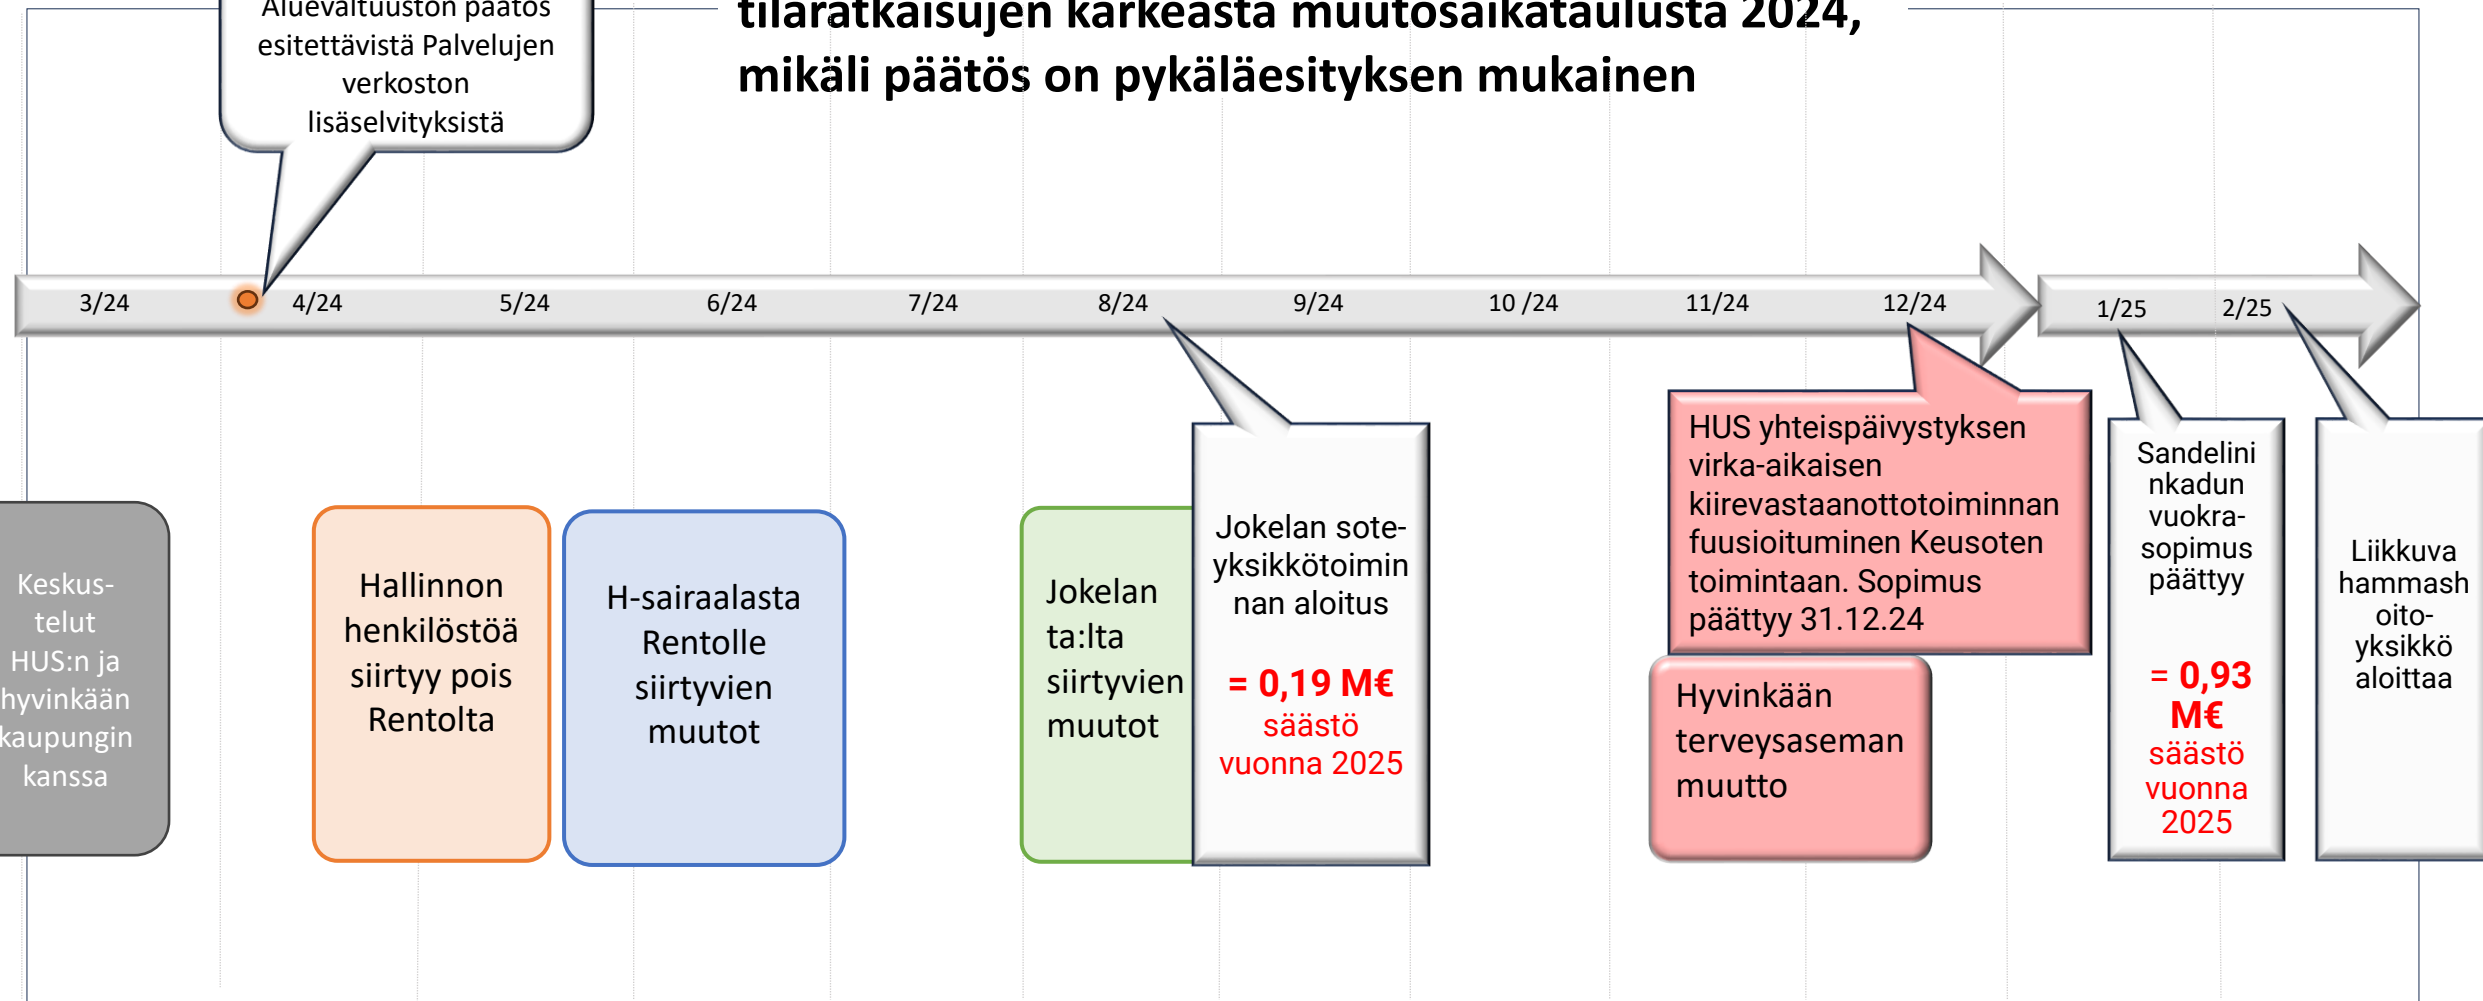 Aluevaltuuston päätös
esitettävistä Palvelujen
verkoston
lisäselvityksistä
tilaratkaisujen karkeasta muutosaikataulusta 2024,
mikäli päätös on pykäläesityksen mukainen
3/24
4/24
5/24
6/24
7/24
8/24
9/24
10 /24
11/24
12/24
1/25
2/25
Keskus-
telut
HUS:n ja
hyvinkään
kaupungin
kanssa
Hallinnon
henkilöstöä
siirtyy pois
Rentolta
H-sairaalasta
Rentolle
siirtyvien
muutot
Jokelan
ta:lta
siirtyvien
muutot
Jokelan sote-
yksikkötoimin
nan aloitus
= 0,19 M€
säästö
vuonna 2025
HUS yhteispäivystyksen
virka-aikaisen
kiirevastaanottotoiminnan
fuusioituminen Keusoten
toimintaan. Sopimus
päättyy 31.12.24
Hyvinkään
terveysaseman
muutto
Sandelini
nkadun
vuokra-
sopimus
päättyy
= 0,93
M€
säästö
vuonna
2025
Liikkuva
hammash
oito-
yksikkö
aloittaa